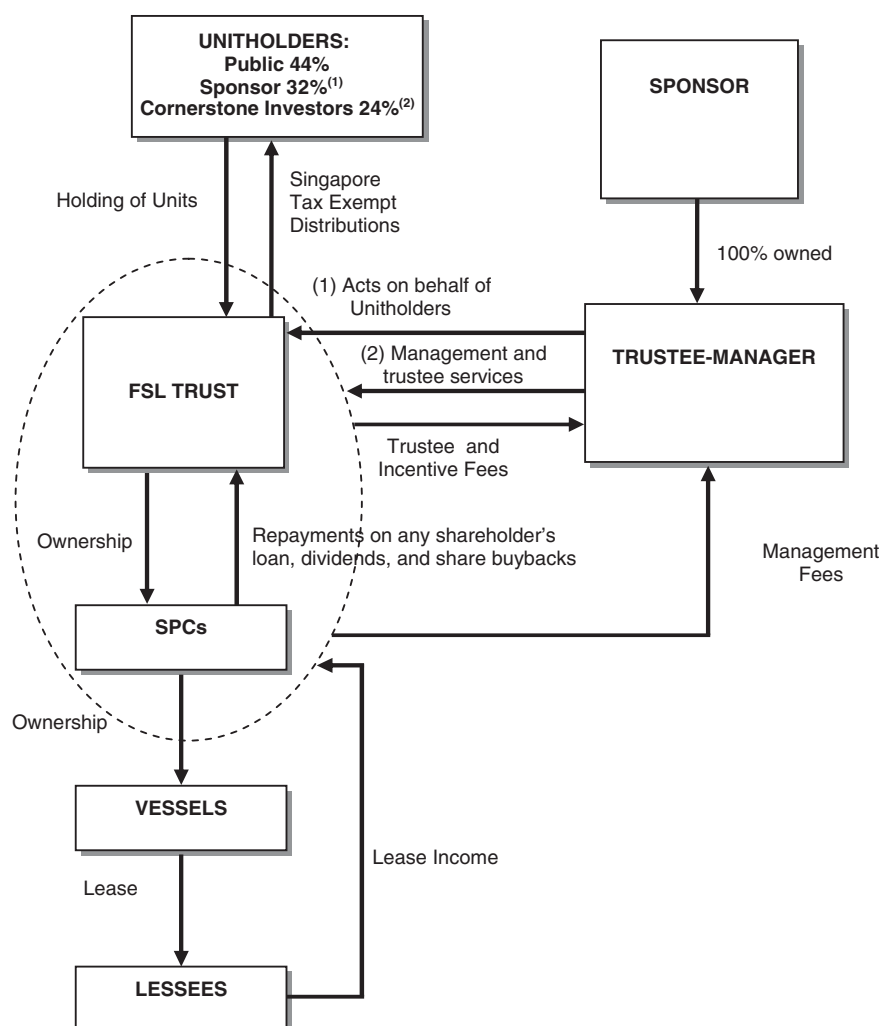 UNITHOLDERS:
Public 44%
Sponsor 32%(1)
Cornerstone Investors 24%(2)
SPONSOR
Holding of Units
Singapore
Tax Exempt
Distributions
100% owned
(1) Acts on behalf of
Unitholders
FSL TRUST
(2) Management and
trustee services
TRUSTEE-MANAGER
Trustee and
Incentive Fees
Ownership
Repayments on any shareholder's
loan, dividends, and share buybacks
Management
Fees
SPCs
Ownership
VESSELS
Lease Income
Lease
LESSEES